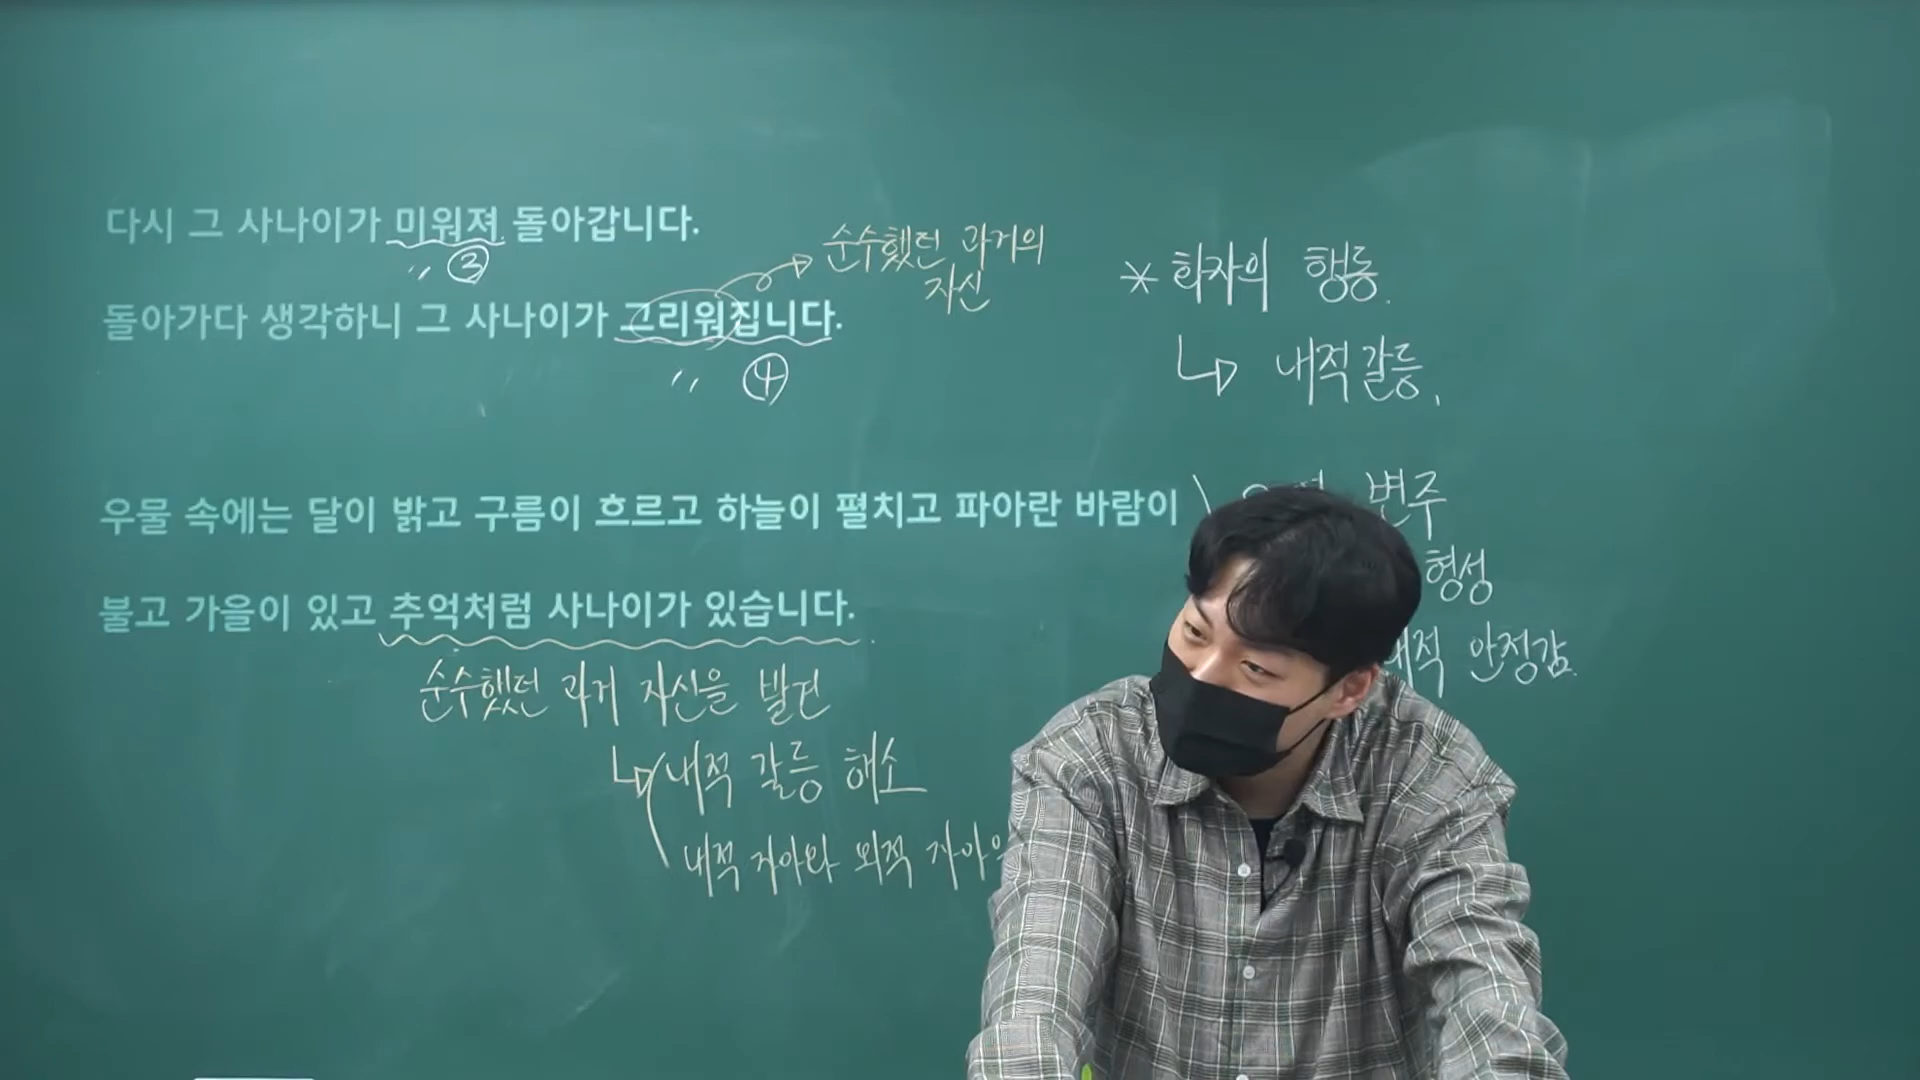 다시 그 사나이가 미워져 돌아갑니다.
〃 ③
순수했던 과거의
자신
돌아가다 생각하니 그 사나이가 그리워집니다.
〃 ④
* 화자의 행동.
내적갈등.
우물 속에는 달이 밝고 구름이 흐르고 하늘이 펼치고 파아란 바람이
변주
형성
불고 가을이 있고 추억처럼 사나이가 있습니다.
안정감.
순수했던 과거 자신을 발견
내적 갈등 해소
내적 자아와 외적 자아의